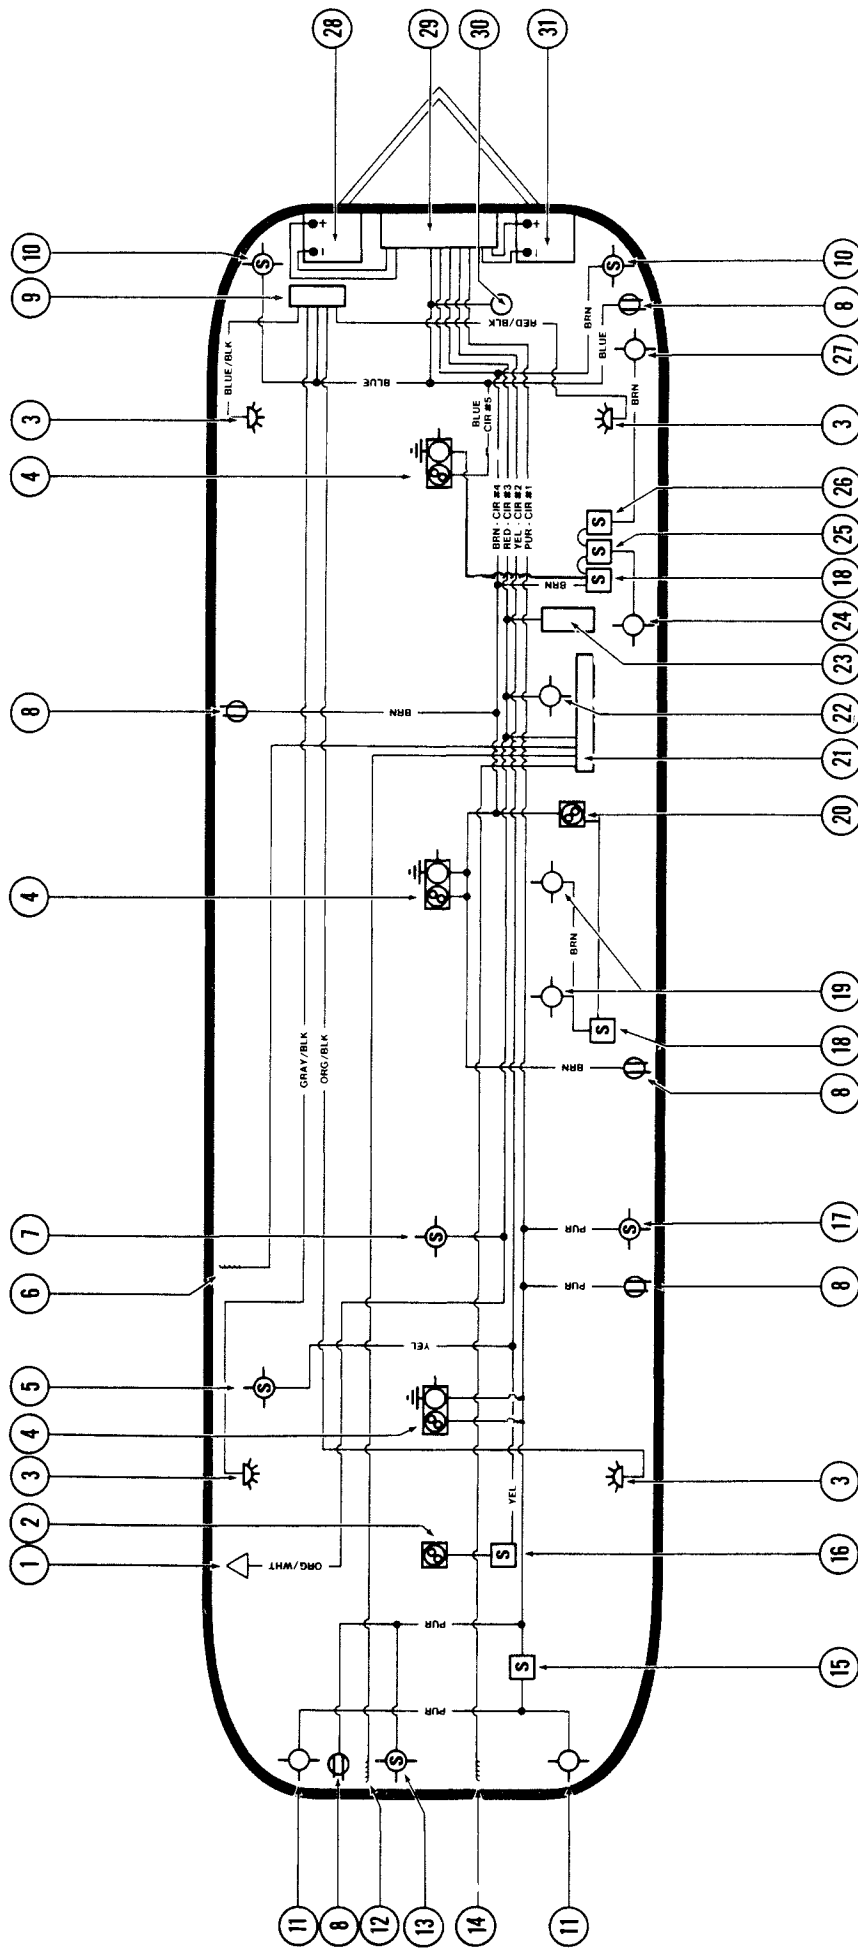 28
29
30
31
10
9
3
4
8
4
7
6
5
4
3
2
1
10
8
27
3
26
25
18
24
23
22
21
20
19
18
8
17
8
3
16
15
11
8
12
13
14
11
+
-
+
-
S
S
BLUE/BLK
BLUE
RED/BLK
BRN
BLUE
BRN
BLUE
CIR #5
BRN - CIR #4
RED - CIR #3
YEL - CIR #2
PUR - CIR #1
S
S
S
BRN
BRN
GRAY/BLK
ORG/BLK
BRN
S
BRN
S
S
PUR
PUR
S
YEL
YEL
S
ORG/WHT
PUR
S
PUR
S